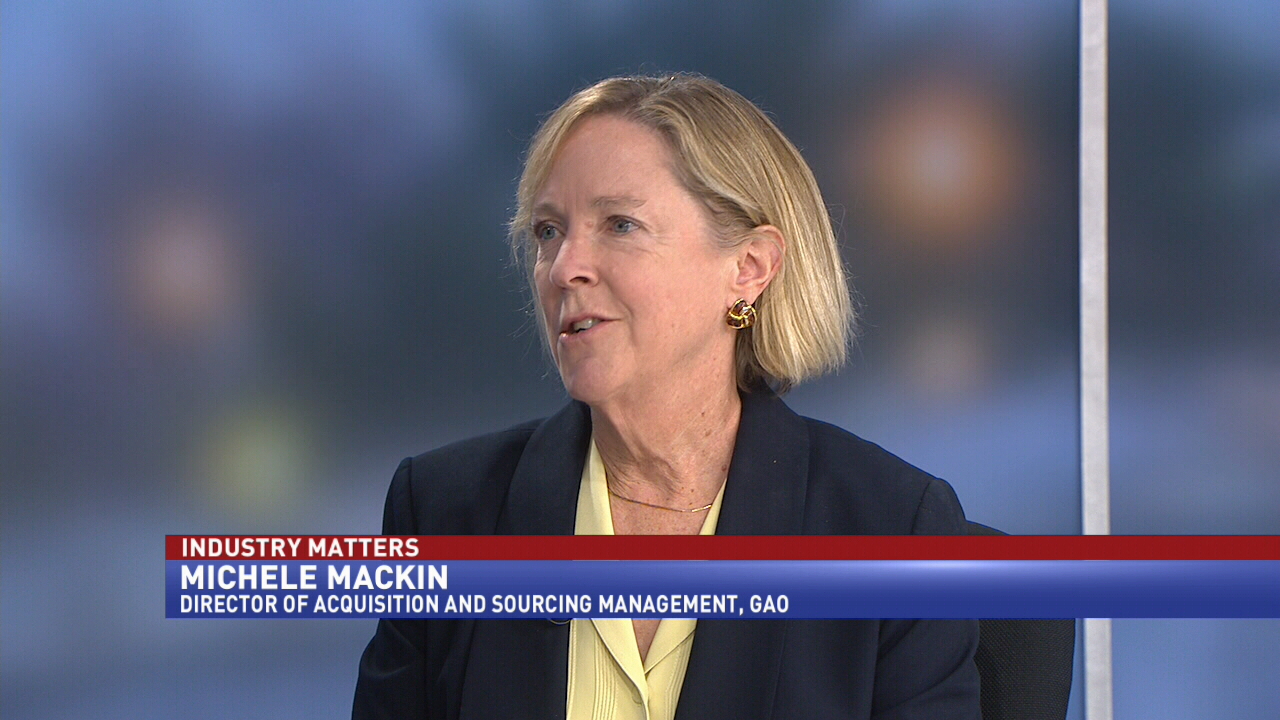 INDUSTRY MATTERS
MICHELE MACKIN
DIRECTOR OF ACQUISITION AND SOURCING MANAGEMENT, GAO